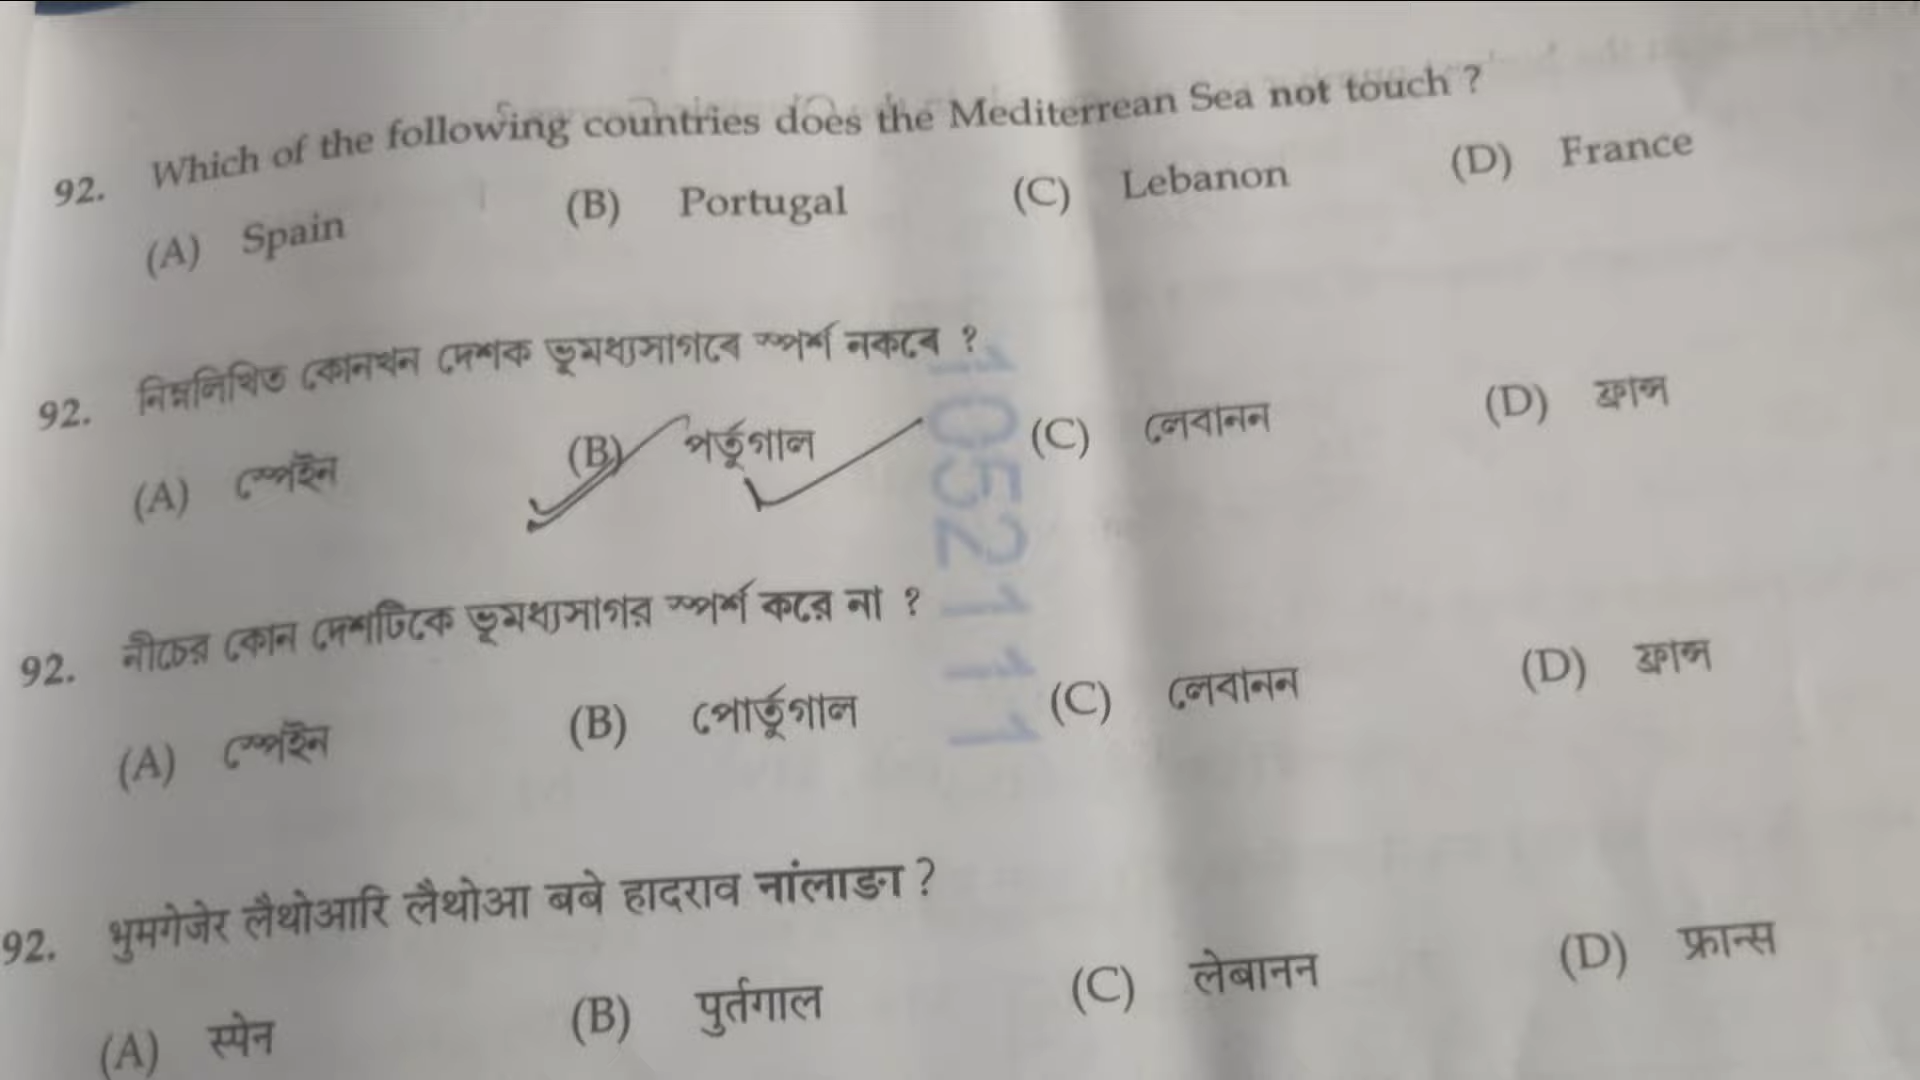 92. Which of the following countries does the Mediterrean Sea not touch ?
(A) Spain (B) Portugal (C) Lebanon (D) France
92. নিম্নলিখিত কোনখন দেশক ভূমধ্যসাগৰে স্পৰ্শ নকৰে ?
(A) স্পেইন (B) পর্তুগাল (C) লেবানন (D) ফ্রান্স
92. নীচের কোন দেশটিকে ভূমধ্যসাগর স্পর্শ করে না ?
(A) স্পেইন (B) পোর্তুগাল (C) লেবানন (D) ফ্রান্স
92. भुमगेजेर लैथोआरि लैथोआ बबे हादराव नांलाङा ?
(A) स्पेन (B) पुर्तगाल (C) लेबानन (D) फ्रान्स
10521111